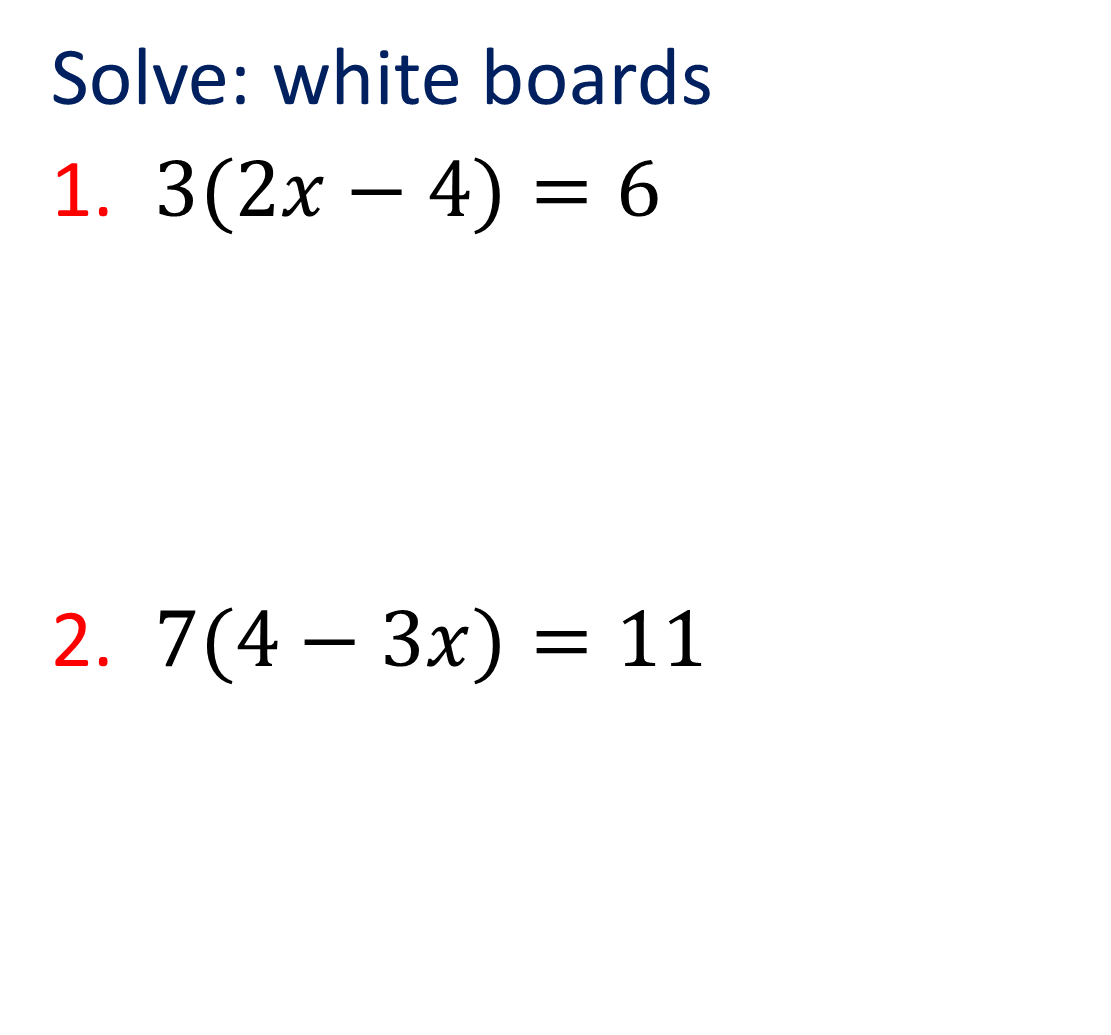 Solve: white boards
1. 3(2𝑥 − 4) = 6
2. 7(4 − 3𝑥) = 11